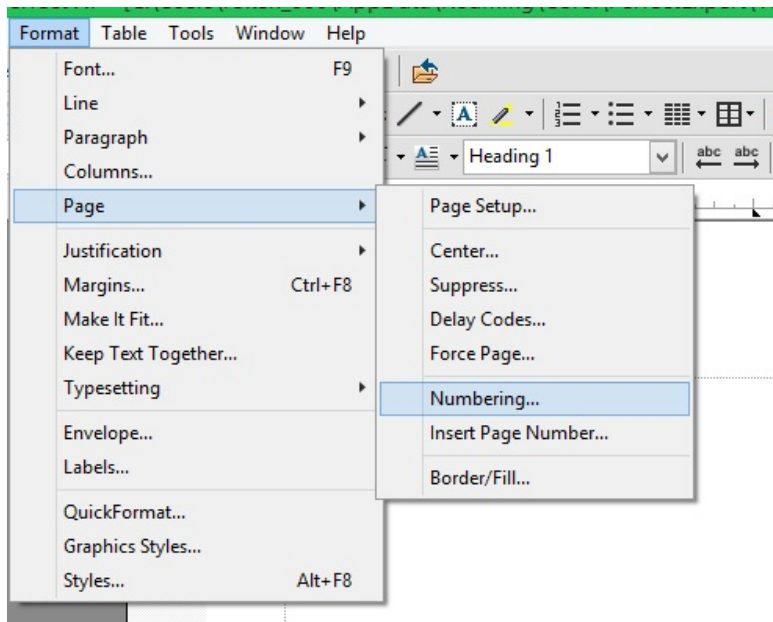 Format Table Tools Window Help
Font... F9
Line
Paragraph
Columns...
Page
Justification
Margins... Ctrl+F8
Make It Fit...
Keep Text Together...
Typesetting
Envelope...
Labels...
QuickFormat...
Graphics Styles...
Styles... Alt+F8
A
A Heading 1 abc abc
Page Setup...
Center...
Suppress...
Delay Codes...
Force Page...
Numbering...
Insert Page Number...
Border/Fill...